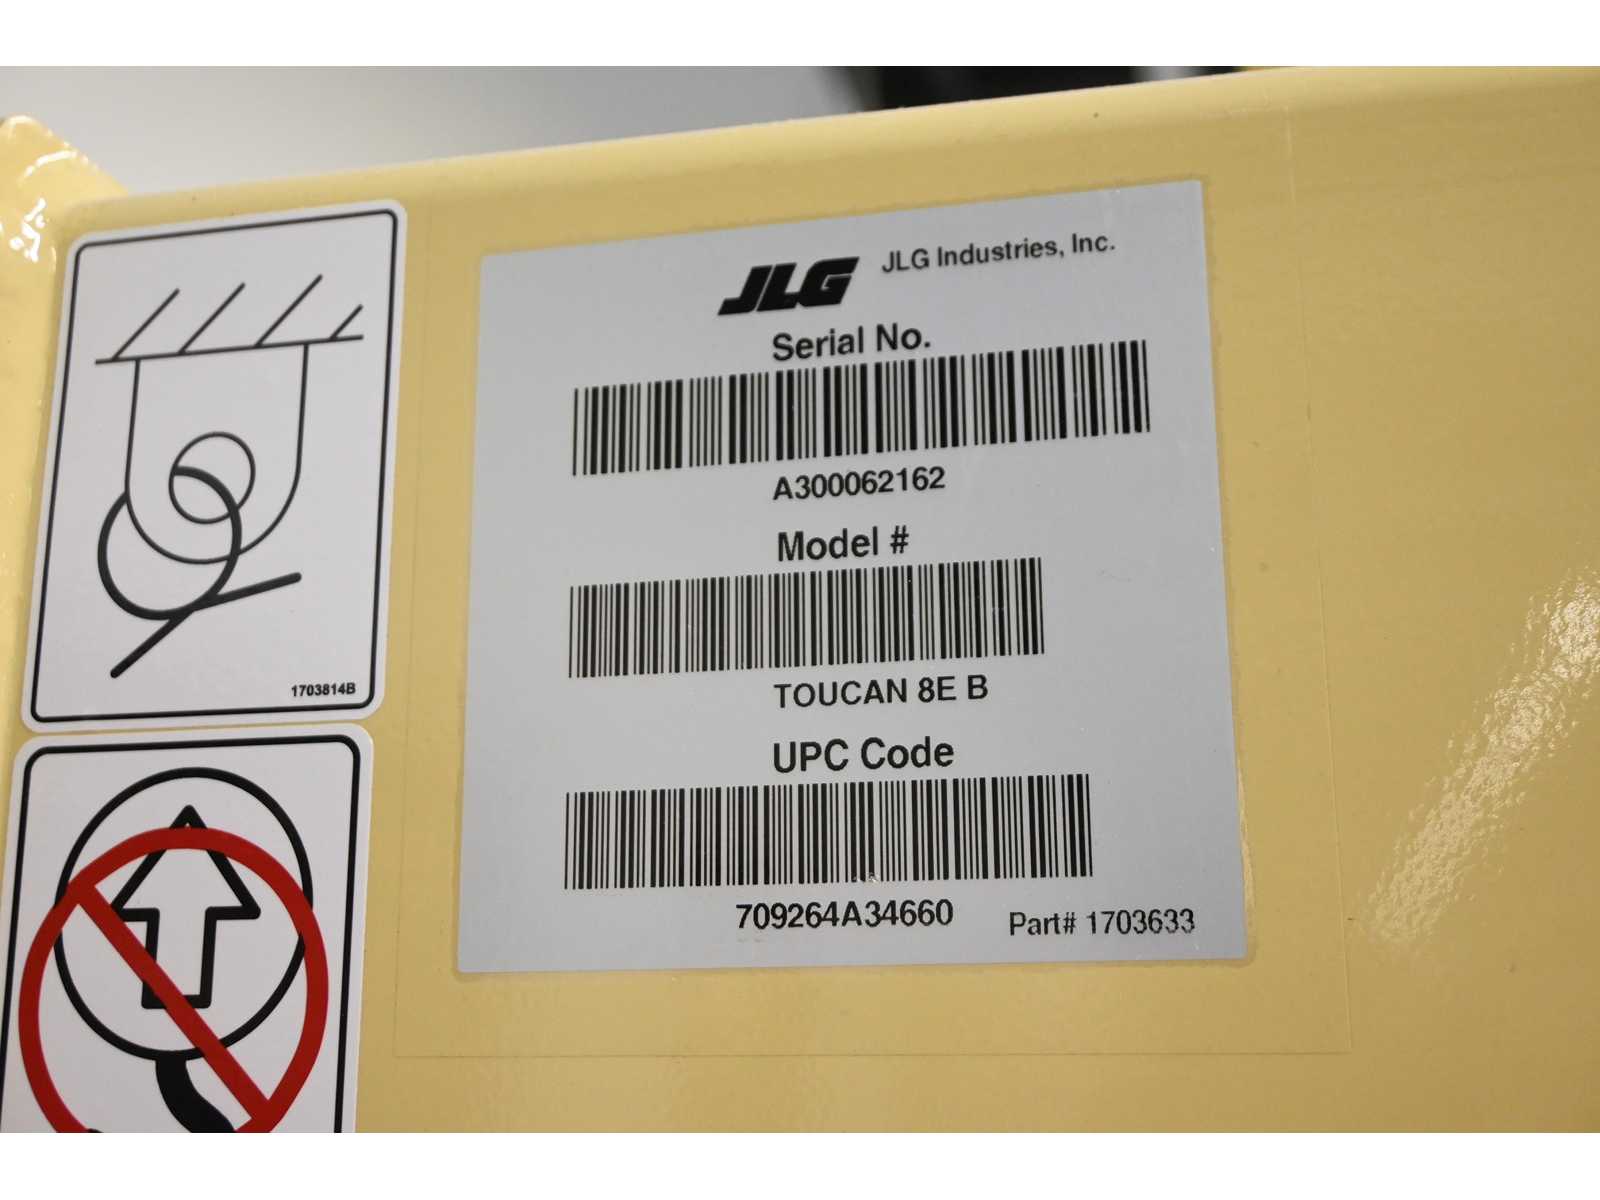 JLG JLG Industries, Inc.
Serial No.
A300062162
Model #
TOUCAN 8E B
UPC Code
709264A34660
Part# 1703633
1703814B